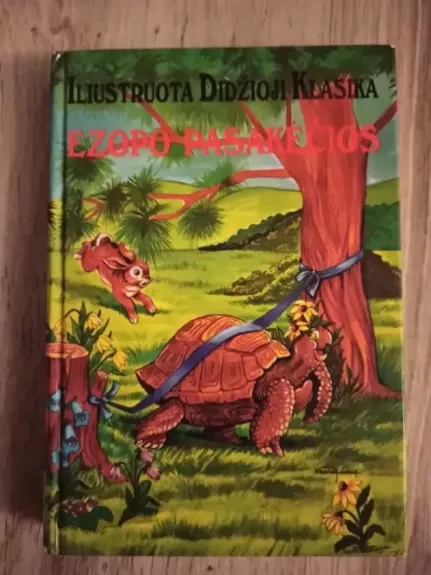 ILIUSTRUOTA DIDŽIOJI KLASIKA
EZOPO PASAKĖČIOS